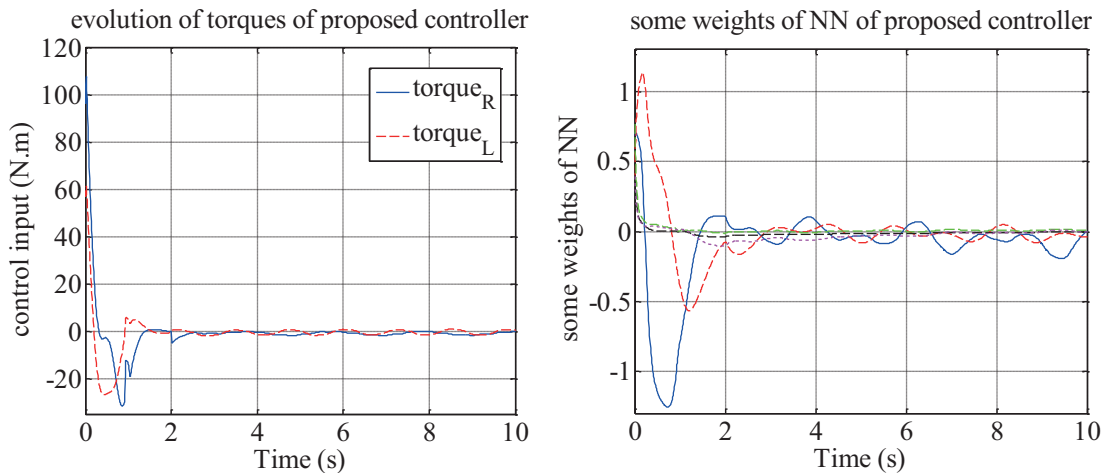 evolution of torques of proposed controller
120
100
80
60
40
20
0
-20
control input (N.m)
torque_R
torque_L
0 2 4 6 8 10
Time (s)
some weights of NN of proposed controller
1
0.5
0
-0.5
-1
some weights of NN
0 2 4 6 8 10
Time (s)